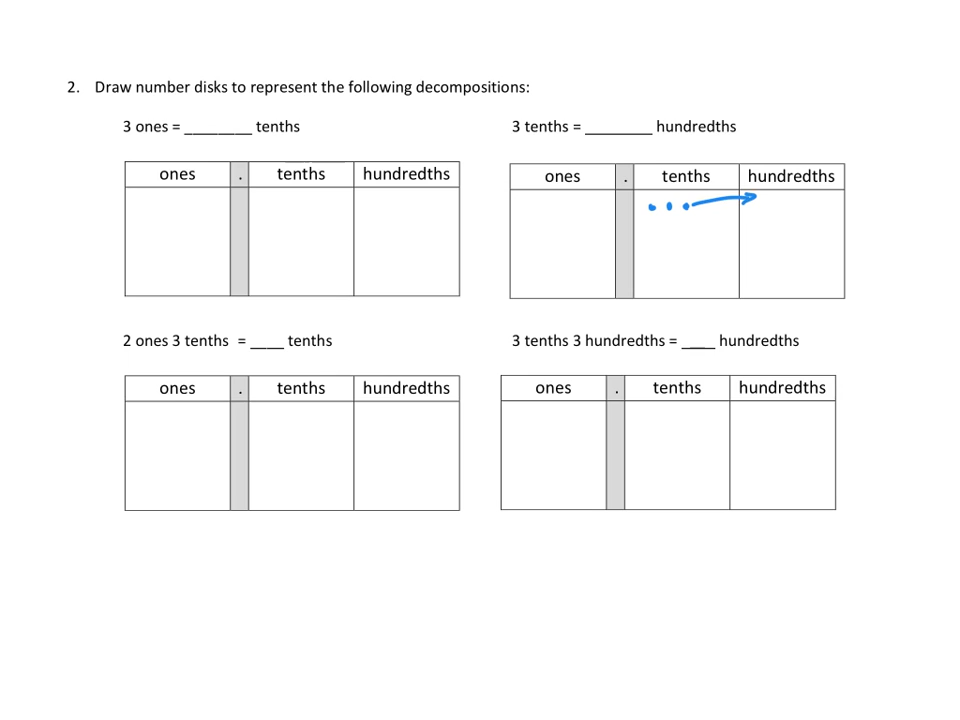 2. Draw number disks to represent the following decompositions:
3 ones = ________ tenths
3 tenths = ________ hundredths
ones . tenths hundredths
ones . tenths hundredths
2 ones 3 tenths = ____ tenths
3 tenths 3 hundredths = ____ hundredths
ones . tenths hundredths
ones . tenths hundredths